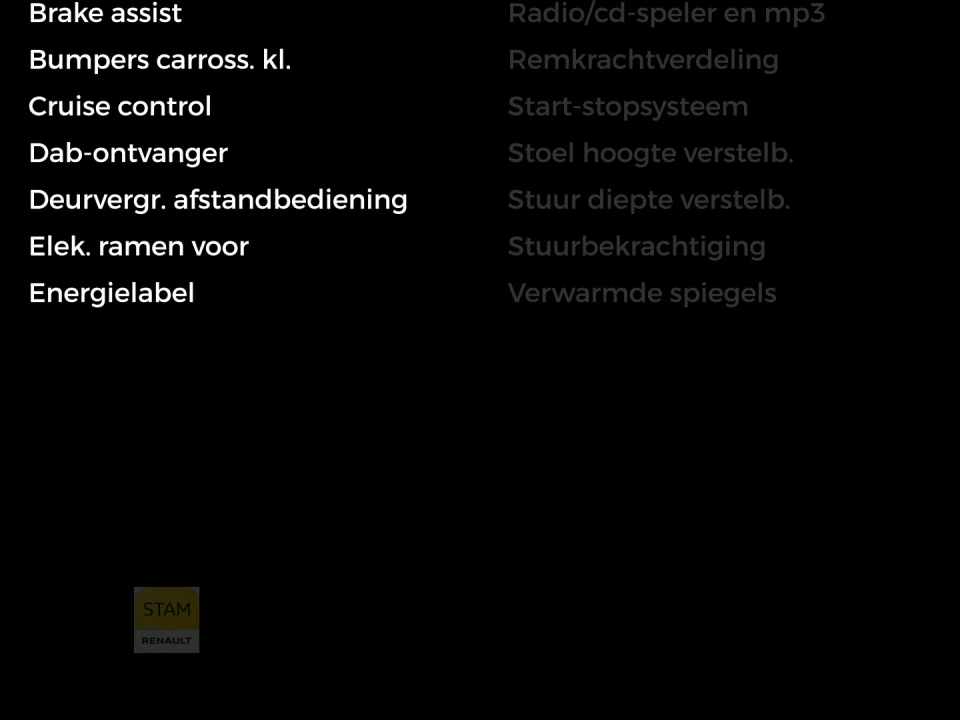 Brake assist
Bumpers carross. kl.
Cruise control
Dab-ontvanger
Deurvergr. afstandbediening
Elek. ramen voor
Energielabel
Radio/cd-speler en mp3
Remkrachtverdeling
Start-stopsysteem
Stoel hoogte verstelb.
Stuur diepte verstelb.
Stuurbekrachtiging
Verwarmde spiegels
STAM
RENAULT